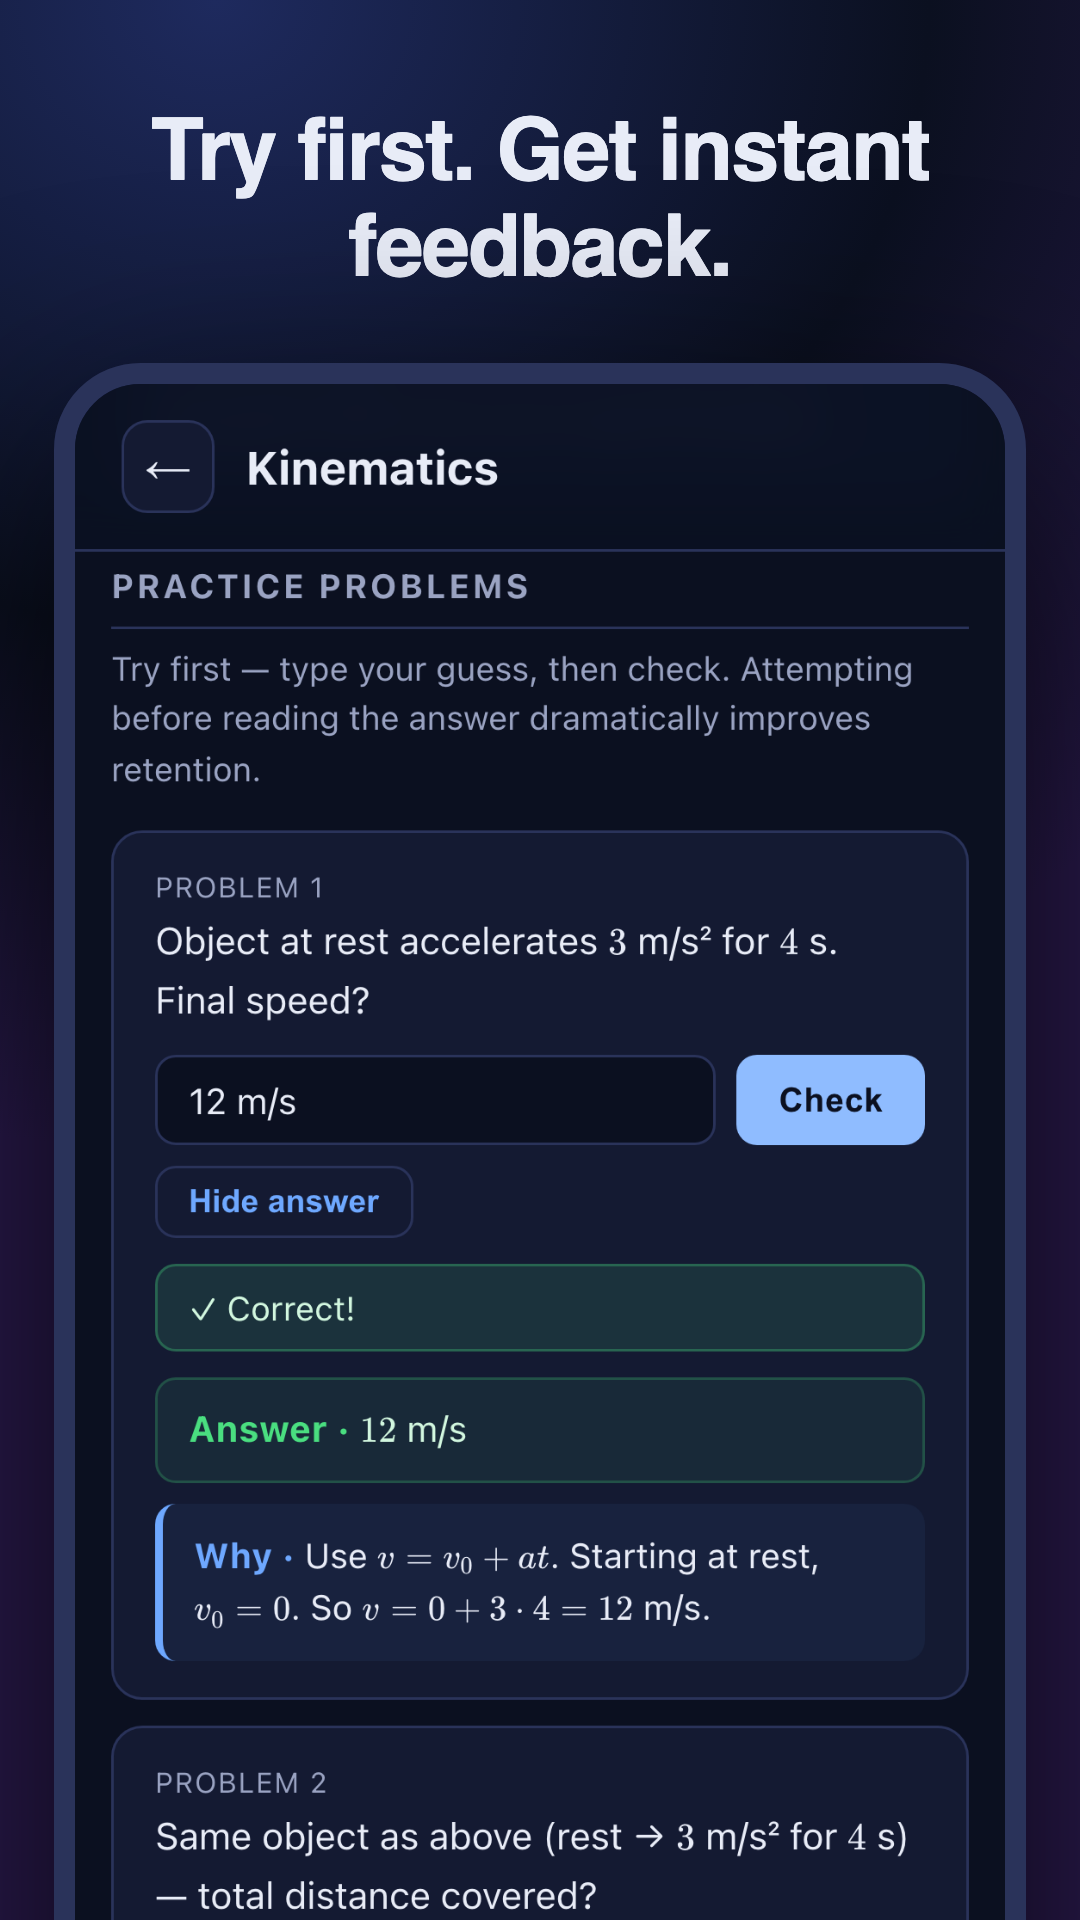 Try first. Get instant
feedback.
← Kinematics
PRACTICE PROBLEMS
Try first — type your guess, then check. Attempting
before reading the answer dramatically improves
retention.
PROBLEM 1
Object at rest accelerates 3 m/s² for 4 s.
Final speed?
12 m/s
Check
Hide answer
✓ Correct!
Answer · 12 m/s
Why · Use v = v₀ + at. Starting at rest,
v₀ = 0. So v = 0 + 3 · 4 = 12 m/s.
PROBLEM 2
Same object as above (rest → 3 m/s² for 4 s)
— total distance covered?